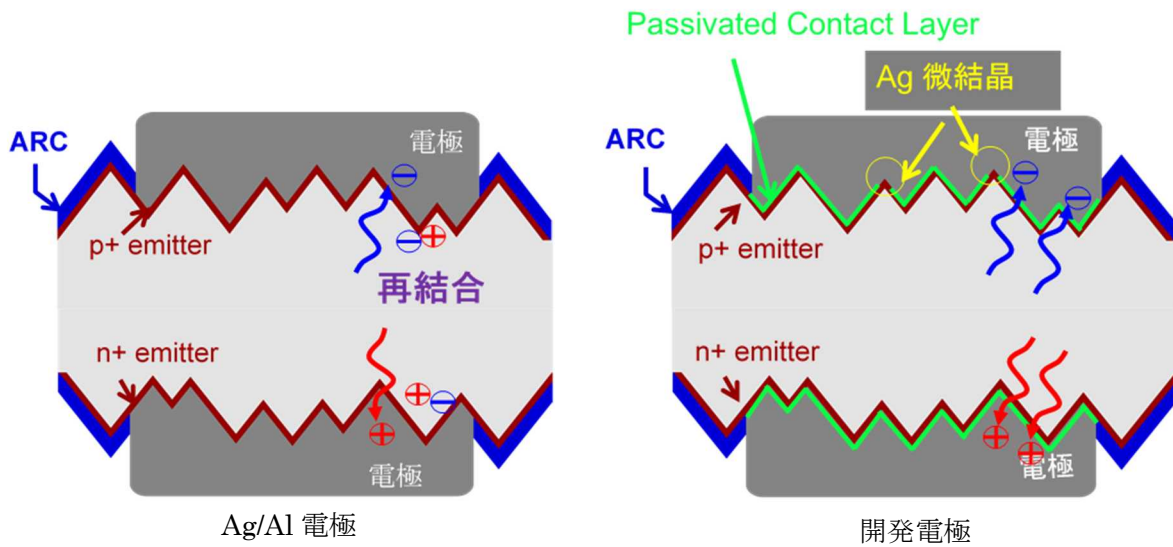 Passivated Contact Layer
Ag 微結晶
ARC
電極
p+ emitter
再結合
n+ emitter
電極
Ag/Al 電極
ARC
電極
p+ emitter
n+ emitter
電極
開発電極